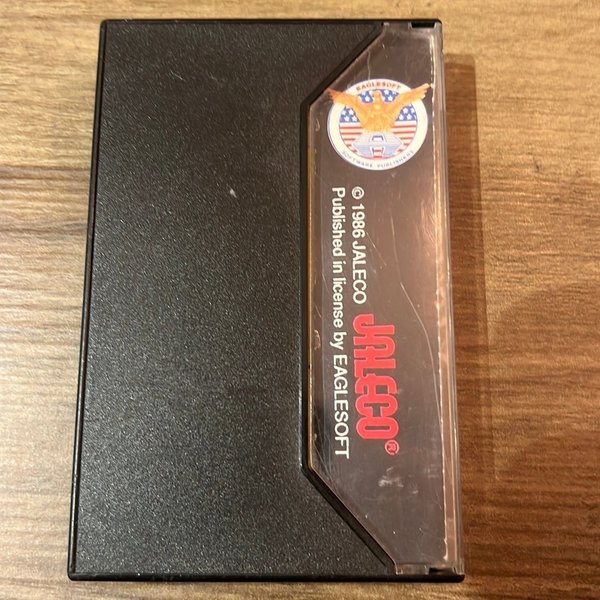 EAGLESOFT
SOFTWARE PUBLISHERS
© 1986 JALECO
Published in license by EAGLESOFT
JALECO®